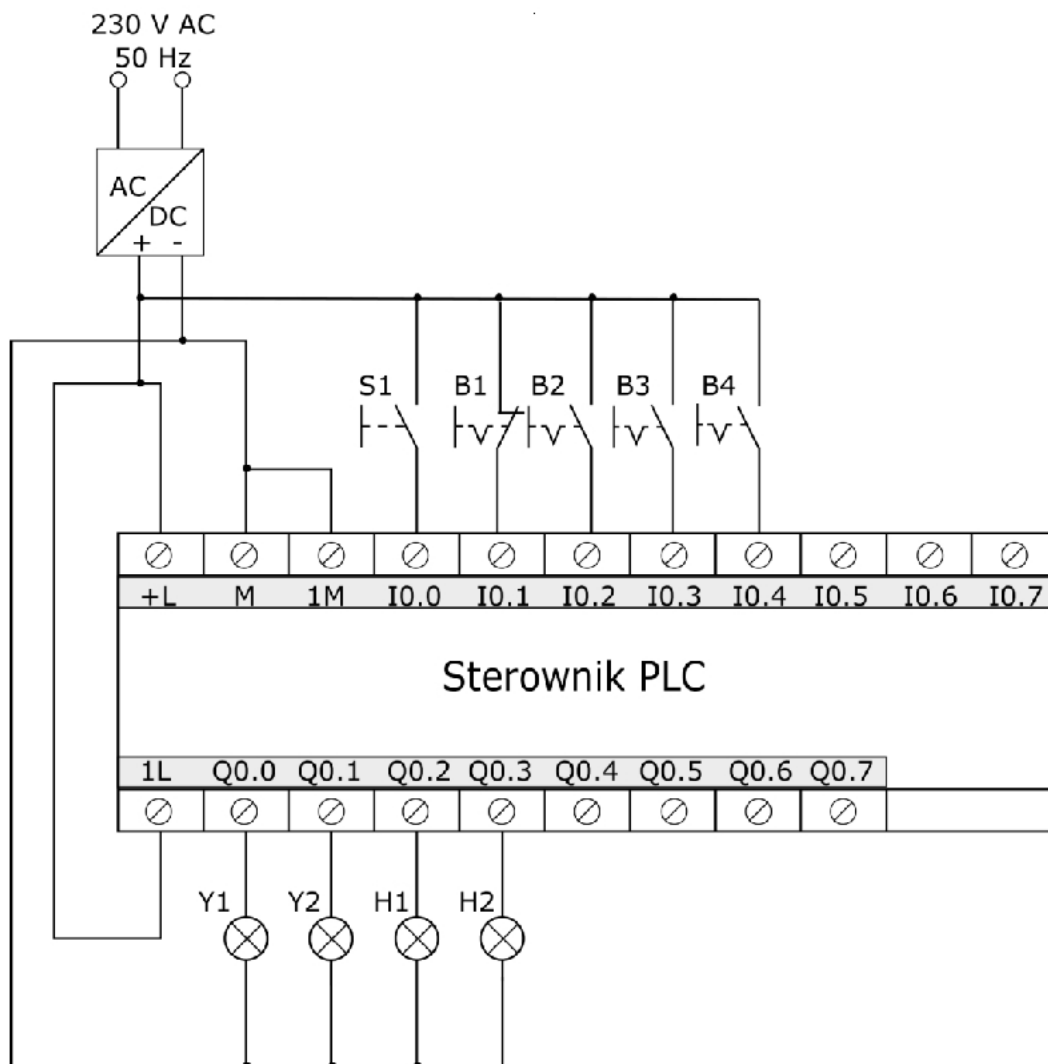 230 V AC
50 Hz
AC
DC
+ -
S1 B1 B2 B3 B4
+L M 1M I0.0 I0.1 I0.2 I0.3 I0.4 I0.5 I0.6 I0.7
Sterownik PLC
1L Q0.0 Q0.1 Q0.2 Q0.3 Q0.4 Q0.5 Q0.6 Q0.7
Y1 Y2 H1 H2